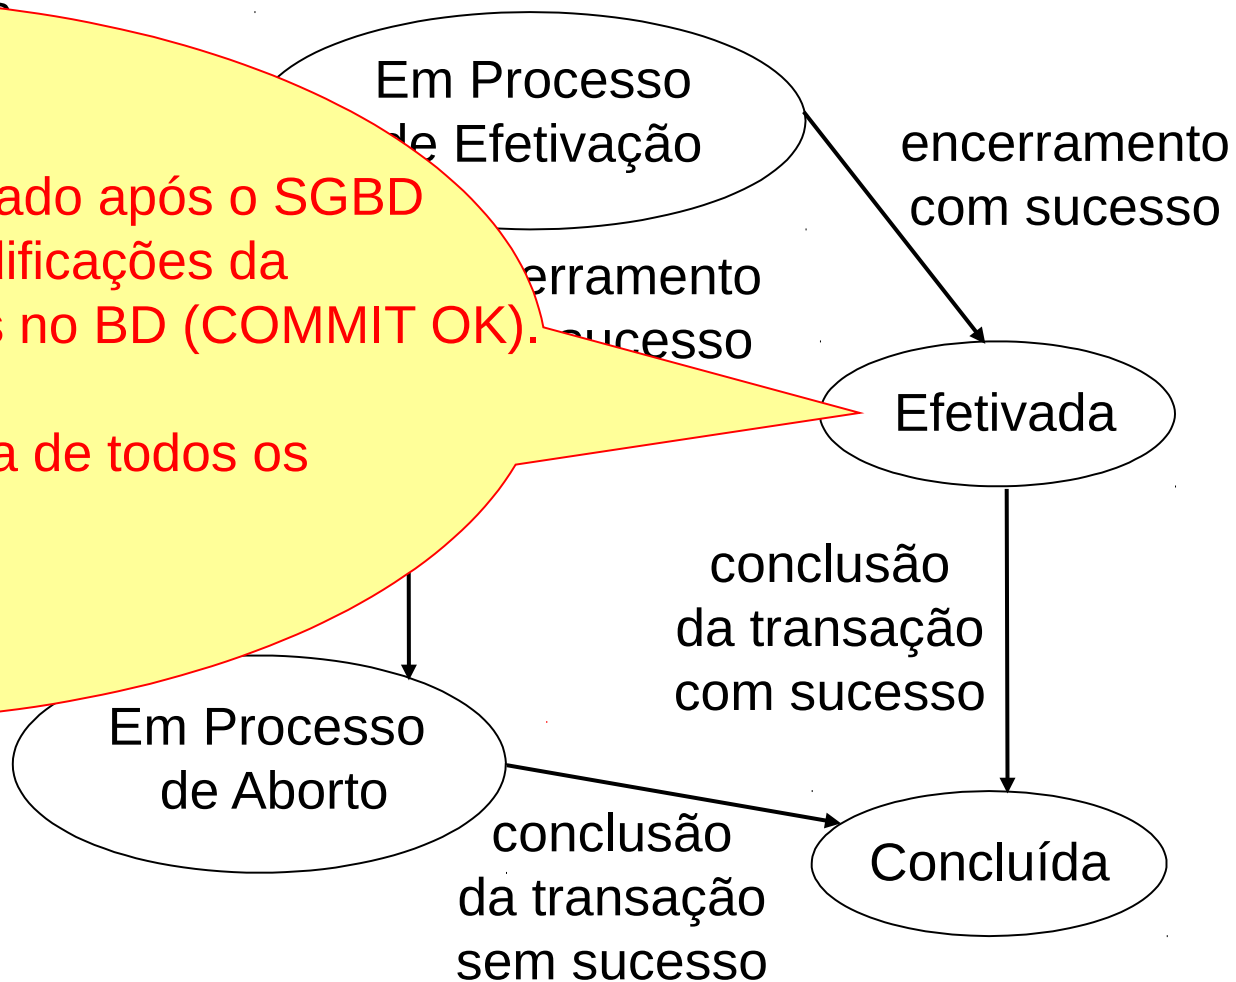 Em Processo
de Efetivação
encerramento
com sucesso
ado após o SGBD
lificações da
s no BD (COMMIT OK).
erramento
ucesso
a de todos os
Efetivada
conclusão
da transação
com sucesso
Em Processo
de Aborto
conclusão
da transação
sem sucesso
Concluída